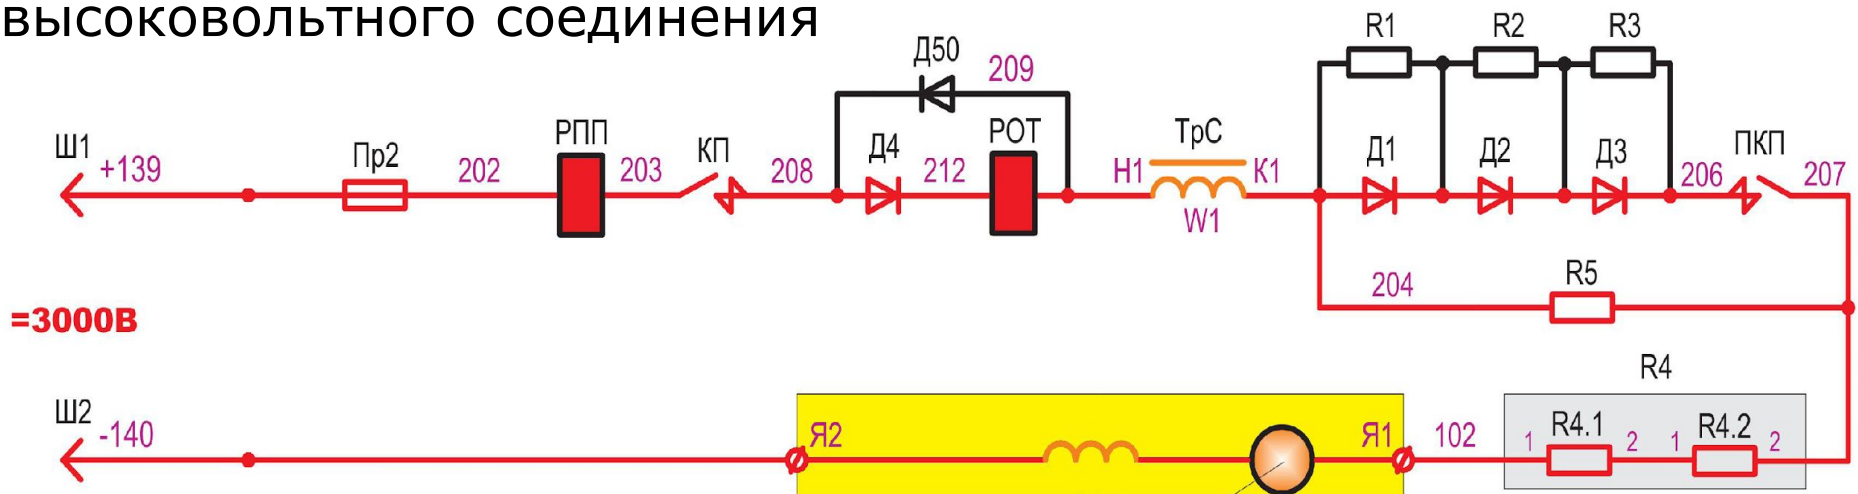 высоковольтного соединения
R1 R2 R3
Д50 209
Ш1 +139 Пр2 202 РПП 203 КП 208 Д4 212 РОТ Н1 ТрС К1 Д1 Д2 Д3 206 ПКП 207
W1
204 R5
=3000В
R4
Ш2 -140 Я2 Я1 102 1 R4.1 2 1 R4.2 2